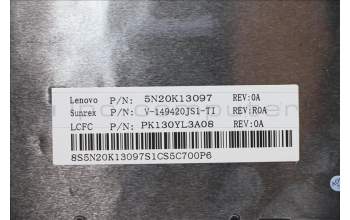 Lenovo P/N: 5N20K13097 REV:0A
Sunrex P/N: V-149420JS1-TI REV:R0A
LCFC P/N: PK130YL3A08 REV:0A
8S5N20K13097S1CS5C700P6